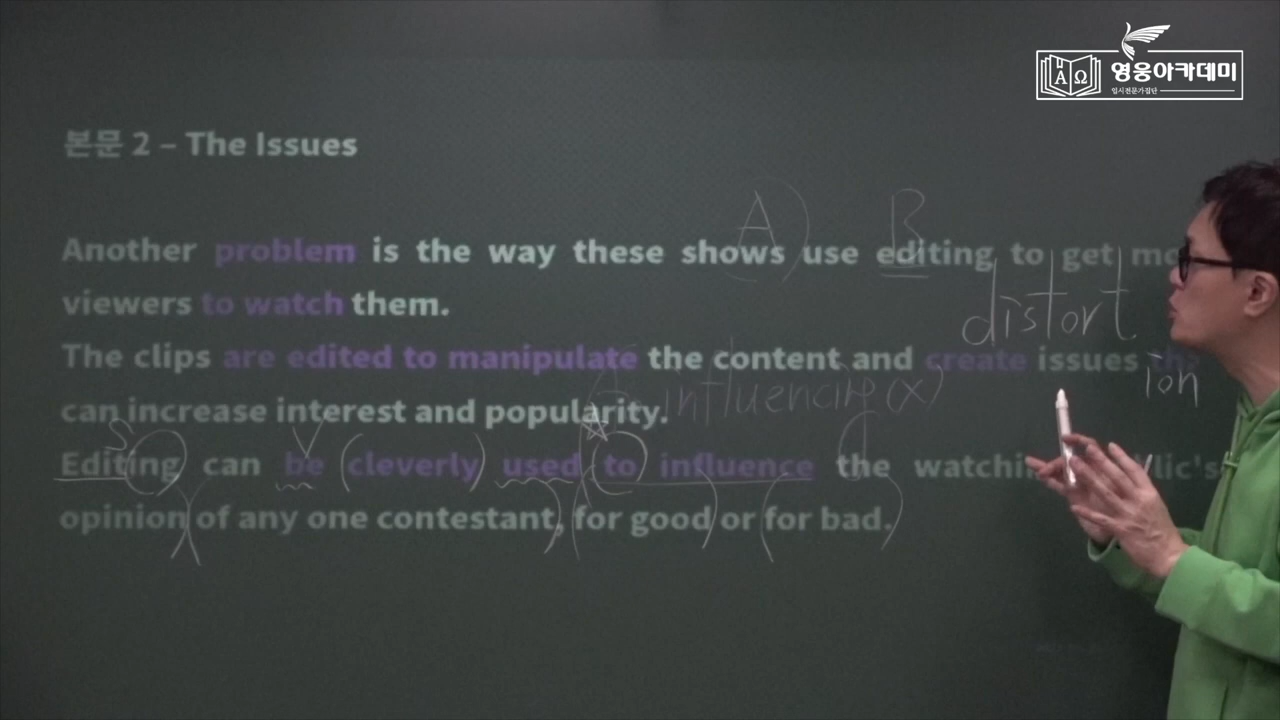 영웅아카데미
입시전문가집단
본문 2 – The Issues
A B
Another problem is the way these shows use editing to get
viewers to watch them.
distort
The clips are edited to manipulate the content and create issues
ion
influencing (X)
can increase interest and popularity.
S V
Editing can be cleverly used to influence the
opinion of any one contestant, for good or for bad.